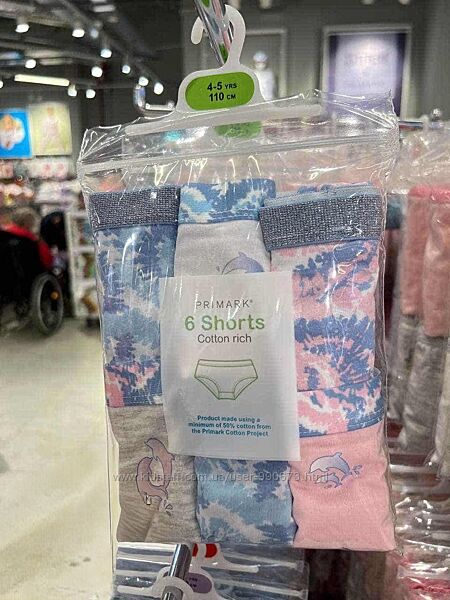 4-5 YRS
110 CM
PRIMARK®
6 Shorts
Cotton rich
Product made using a
minimum of 50% cotton from
the Primark Cotton Project